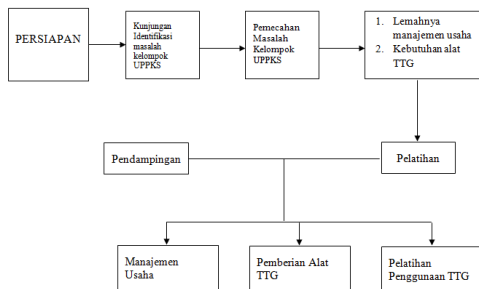 PERSIAPAN
Kunjungan
Identifikasi
masalah
kelompok
UPPKS
Pemecahan
Masalah
Kelompok
UPPKS
1. Lemahnya
manajemen usaha
2. Kebutuhan alat
TTG
Pendampingan
Pelatihan
Manajemen
Usaha
Pemberian Alat
TTG
Pelatihan
Penggunaan TTG